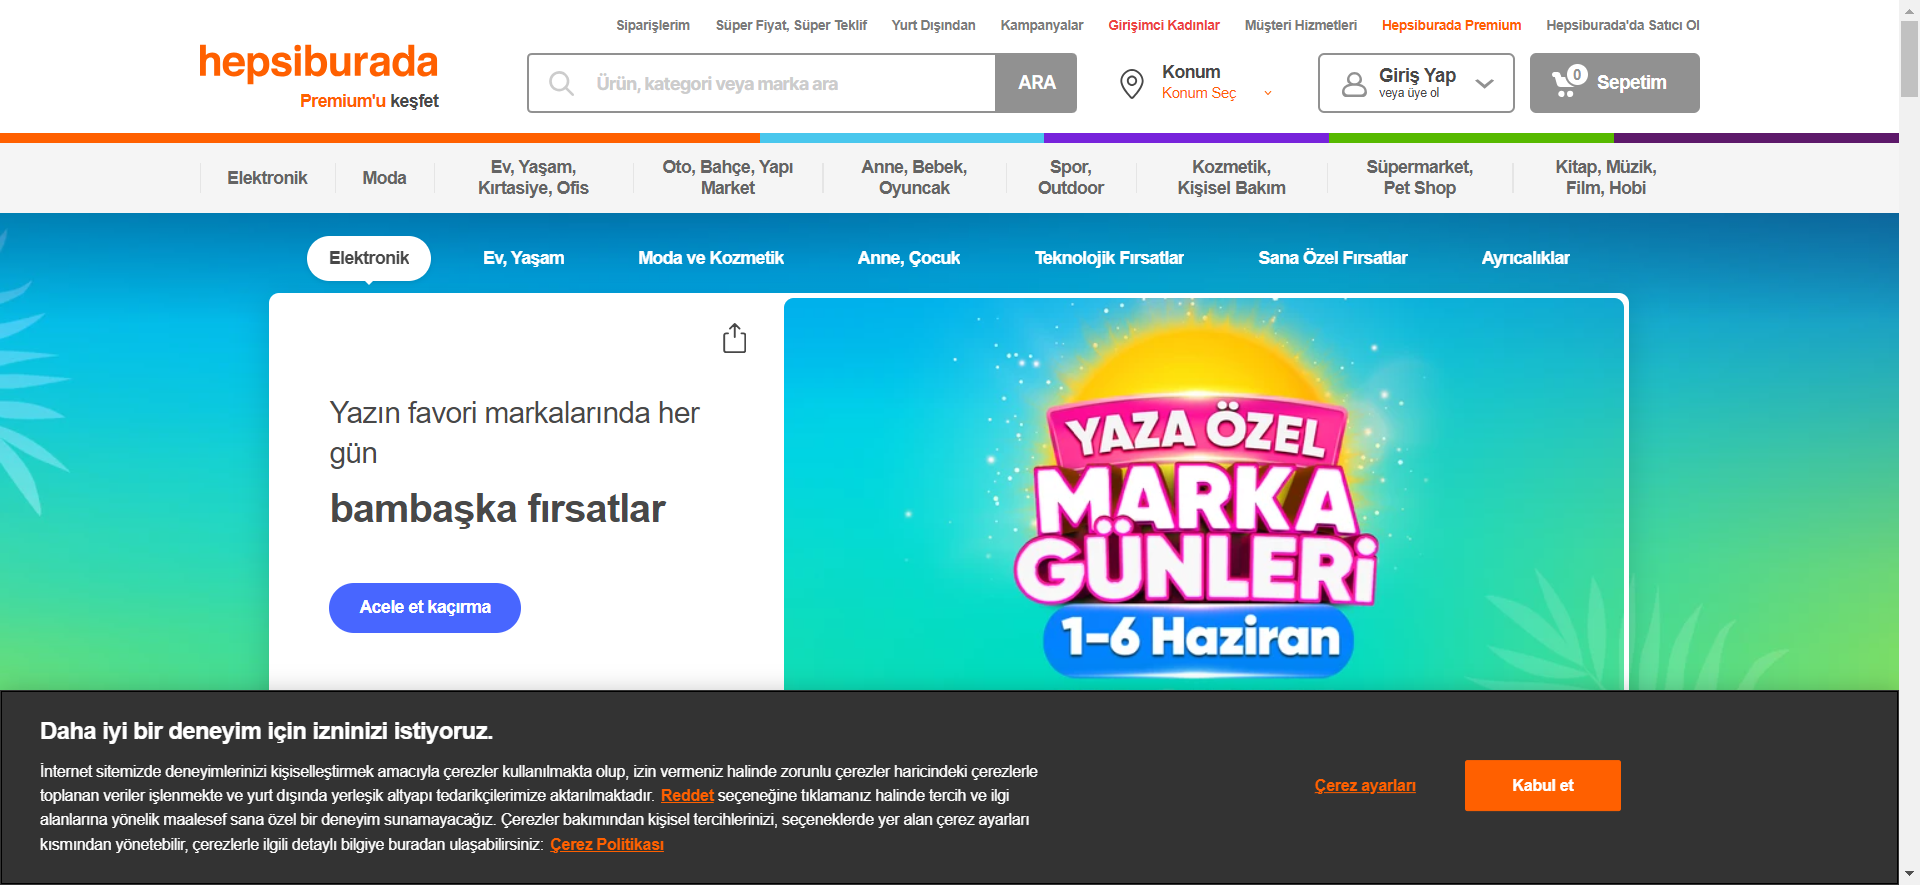 Siparişlerim Süper Fiyat, Süper Teklif Yurt Dışından Kampanyalar Girişimci Kadınlar Müşteri Hizmetleri Hepsiburada Premium Hepsiburada'da Satıcı Ol
hepsiburada
Premium'u keşfet
Ürün, kategori veya marka ara
ARA
Konum
Konum Seç
Giriş Yap
veya üye ol
0 Sepetim
Elektronik
Moda
Ev, Yaşam,
Kırtasiye, Ofis
Oto, Bahçe, Yapı
Market
Anne, Bebek,
Oyuncak
Spor,
Outdoor
Kozmetik,
Kişisel Bakım
Süpermarket,
Pet Shop
Kitap, Müzik,
Film, Hobi
Elektronik Ev, Yaşam Moda ve Kozmetik Anne, Çocuk Teknolojik Fırsatlar Sana Özel Fırsatlar Ayrıcalıklar
Yazın favori markalarında her
gün
bambaşka fırsatlar
Acele et kaçırma
YAZA ÖZEL
MARKA
GÜNLERİ
1-6 Haziran
Daha iyi bir deneyim için izninizi istiyoruz.
İnternet sitemizde deneyimlerinizi kişiselleştirmek amacıyla çerezler kullanılmakta olup, izin vermeniz halinde zorunlu çerezler haricindeki çerezlerle
toplanan veriler işlenmekte ve yurt dışında yerleşik altyapı tedarikçilerimize aktarılmaktadır. Reddet seçeneğine tıklamanız halinde tercih ve ilgi
alanlarına yönelik maalesef sana özel bir deneyim sunamayacağız. Çerezler bakımından kişisel tercihlerinizi, seçeneklerde yer alan çerez ayarları
kısmından yönetebilir, çerezlerle ilgili detaylı bilgiye buradan ulaşabilirsiniz: Çerez Politikası
Çerez ayarları
Kabul et